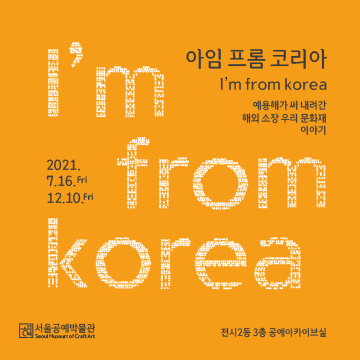 I'm
from
korea
아임 프롬 코리아
I'm from korea
예용해가 써 내려간
해외 소장 우리 문화재
이야기
2021.
7.16.Fri
12.10.Fri
서울공예박물관
Seoul Museum of Craft Art
전시2동 3층 공예아카이브실